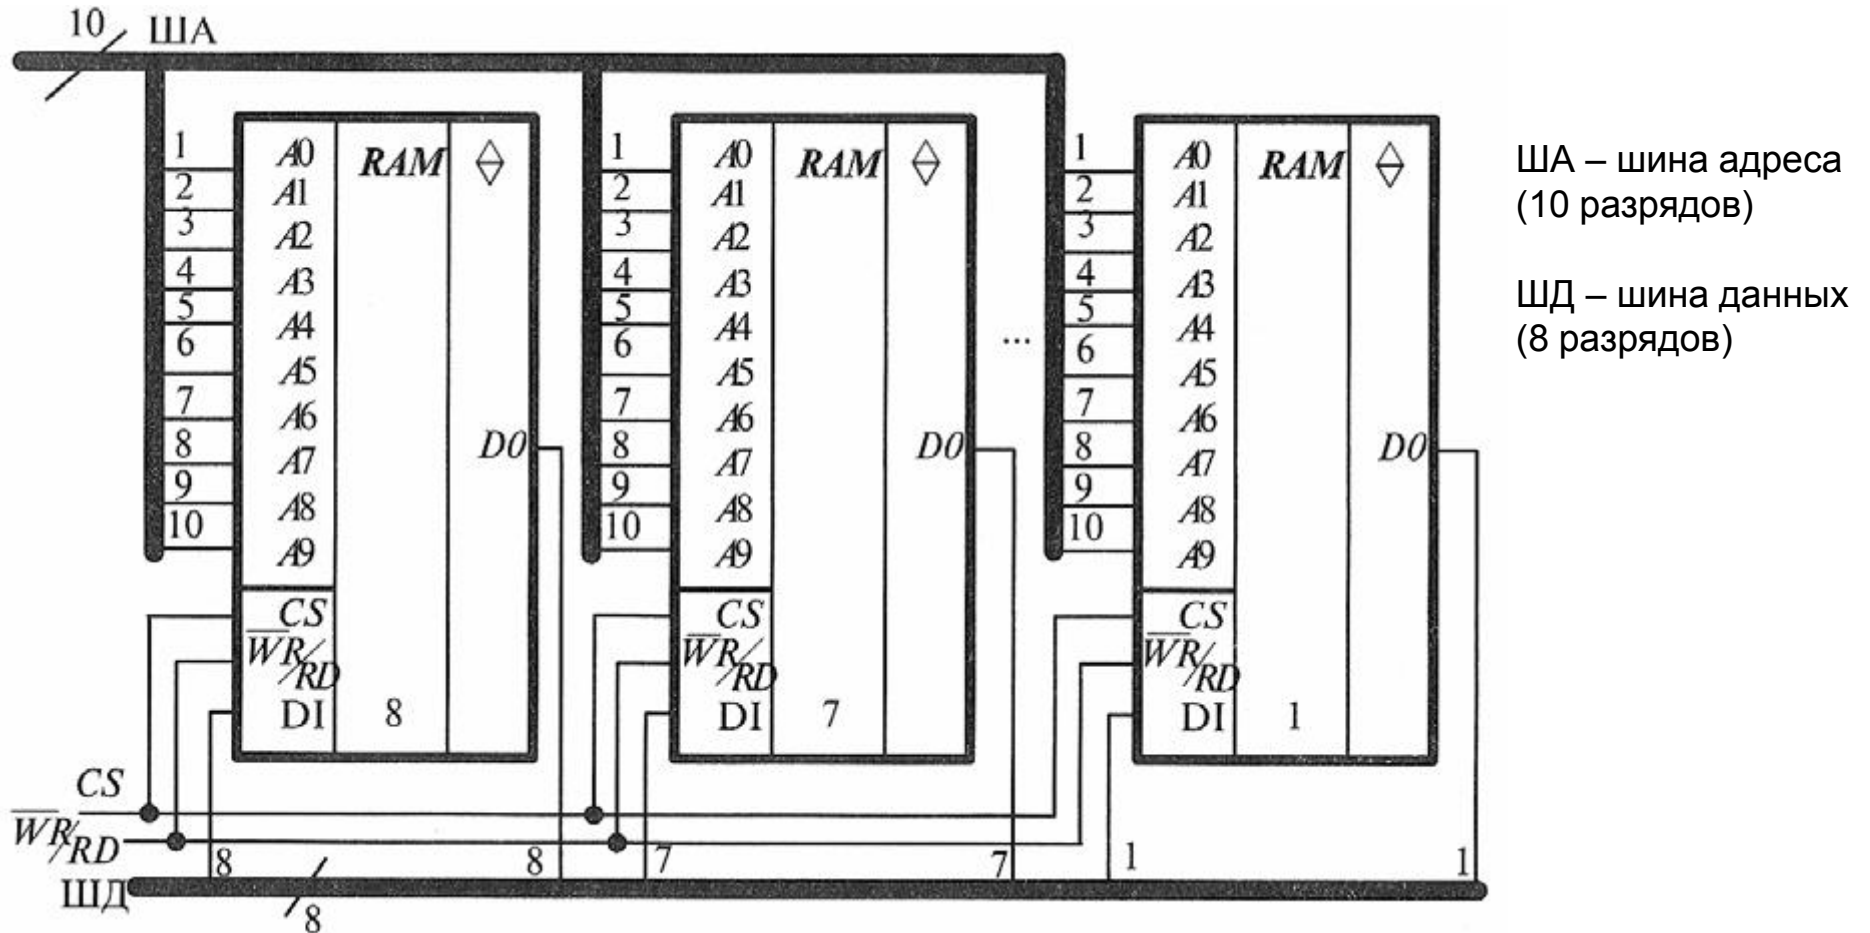 10 ША
1 A0 RAM
2 A1
3 A2
4 A3
5 A4
6 A5
7 A6
8 A7
9 A8
10 A9
D0
CS
W̅R/RD
DI 8
1 A0 RAM
2 A1
3 A2
4 A3
5 A4
6 A5
7 A6
8 A7
9 A8
10 A9
D0
CS
W̅R/RD
DI 7
...
1 A0 RAM
2 A1
3 A2
4 A3
5 A4
6 A5
7 A6
8 A7
9 A8
10 A9
D0
CS
W̅R/RD
DI 1
CS
W̅R/RD
8 8 7 7 1 1
ШД
8
ША – шина адреса
(10 разрядов)
ШД – шина данных
(8 разрядов)